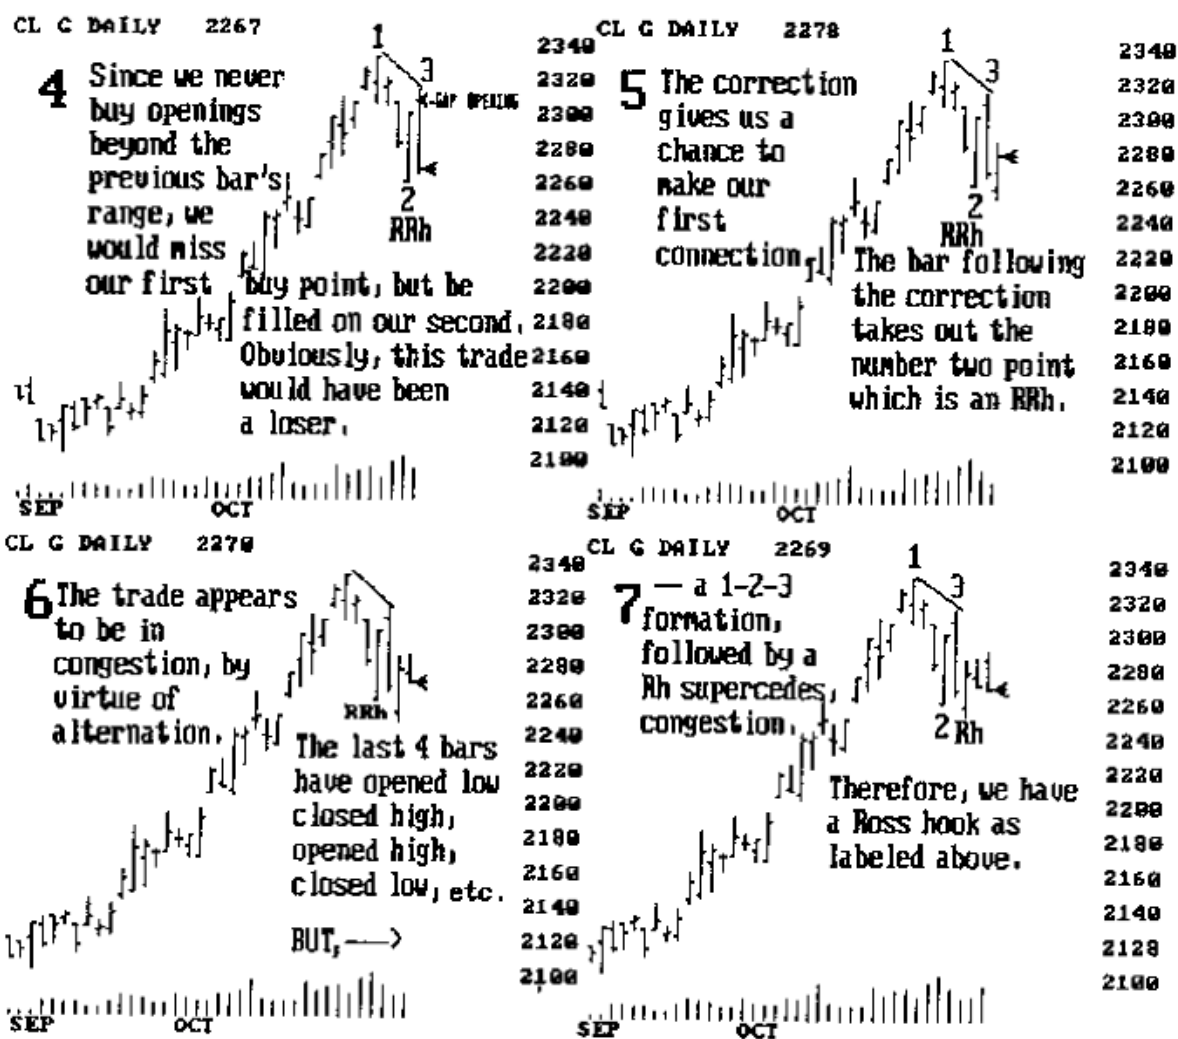 CL G DAILY 2267
1
3
4 Since we never
buy openings
beyond the
previous bar's
range, we
would miss
our first buy point, but be
filled on our second.
Obviously, this trade
would have been
a loser.
<-GAP OPENING
2
RRh
2340
2320
2300
2280
2260
2240
2220
2200
2180
2160
2140
2120
2100
SEP OCT
CL G DAILY 2278
1
3
5 The correction
gives us a
chance to
make our
first
connection.
2
RRh
The bar following
the correction
takes out the
number two point
which is an RRh.
2340
2320
2300
2280
2260
2240
2220
2200
2180
2160
2140
2120
2100
SEP OCT
CL G DAILY 2270
6 The trade appears
to be in
congestion, by
virtue of
alternation.
RRh
The last 4 bars
have opened low
closed high,
opened high,
closed low, etc.
BUT, —>
2340
2320
2300
2280
2260
2240
2220
2200
2180
2160
2140
2120
2100
SEP OCT
CL G DAILY 2269
1
3
7 — a 1-2-3
formation,
followed by a
Rh supercedes,
congestion.
2 Rh
Therefore, we have
a Ross hook as
labeled above.
2340
2320
2300
2280
2260
2240
2220
2200
2180
2160
2140
2120
2100
SEP OCT